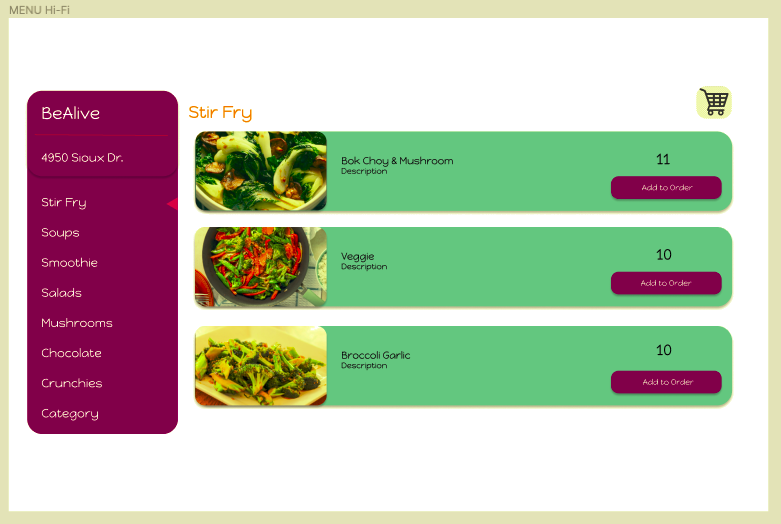 MENU Hi-Fi
BeAlive
4950 Sioux Dr.
Stir Fry
Soups
Smoothie
Salads
Mushrooms
Chocolate
Crunchies
Category
Stir Fry
Bok Choy & Mushroom
Description
11
Add to Order
Veggie
Description
10
Add to Order
Broccoli Garlic
Description
10
Add to Order